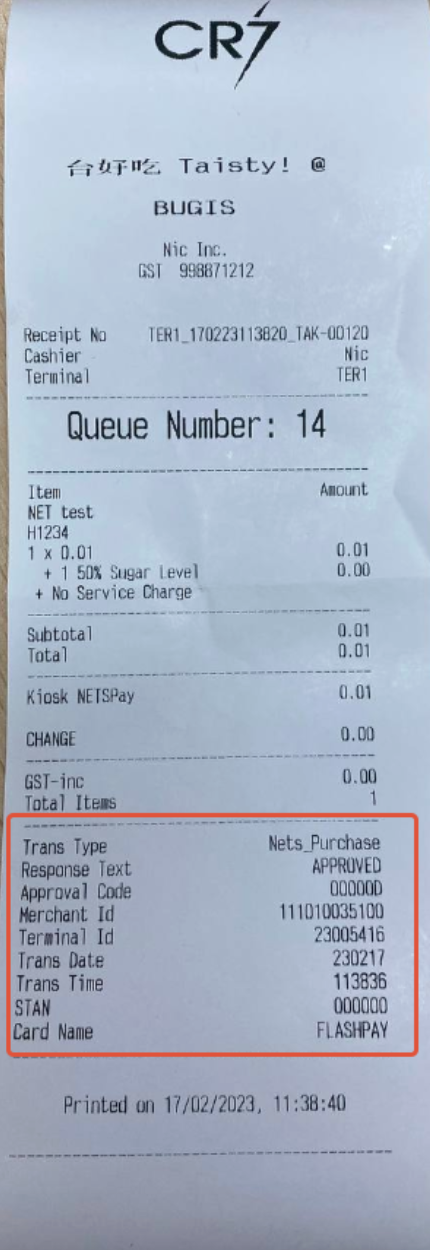 CR7
台好吃 Taisty! @
BUGIS
Nic Inc.
GST 998871212
Receipt No TER1_170223113820_TAK-00120
Cashier Nic
Terminal TER1
Queue Number: 14
Item Amount
NET test
H1234
1 x 0.01 0.01
+ 1 50% Sugar Level 0.00
+ No Service Charge
Subtotal 0.01
Total 0.01
Kiosk NETSPay 0.01
CHANGE 0.00
GST-inc 0.00
Total Items 1
Trans Type Nets_Purchase
Response Text APPROVED
Approval Code 000000
Merchant Id 111010035100
Terminal Id 23005416
Trans Date 230217
Trans Time 113836
STAN 000000
Card Name FLASHPAY
Printed on 17/02/2023, 11:38:40